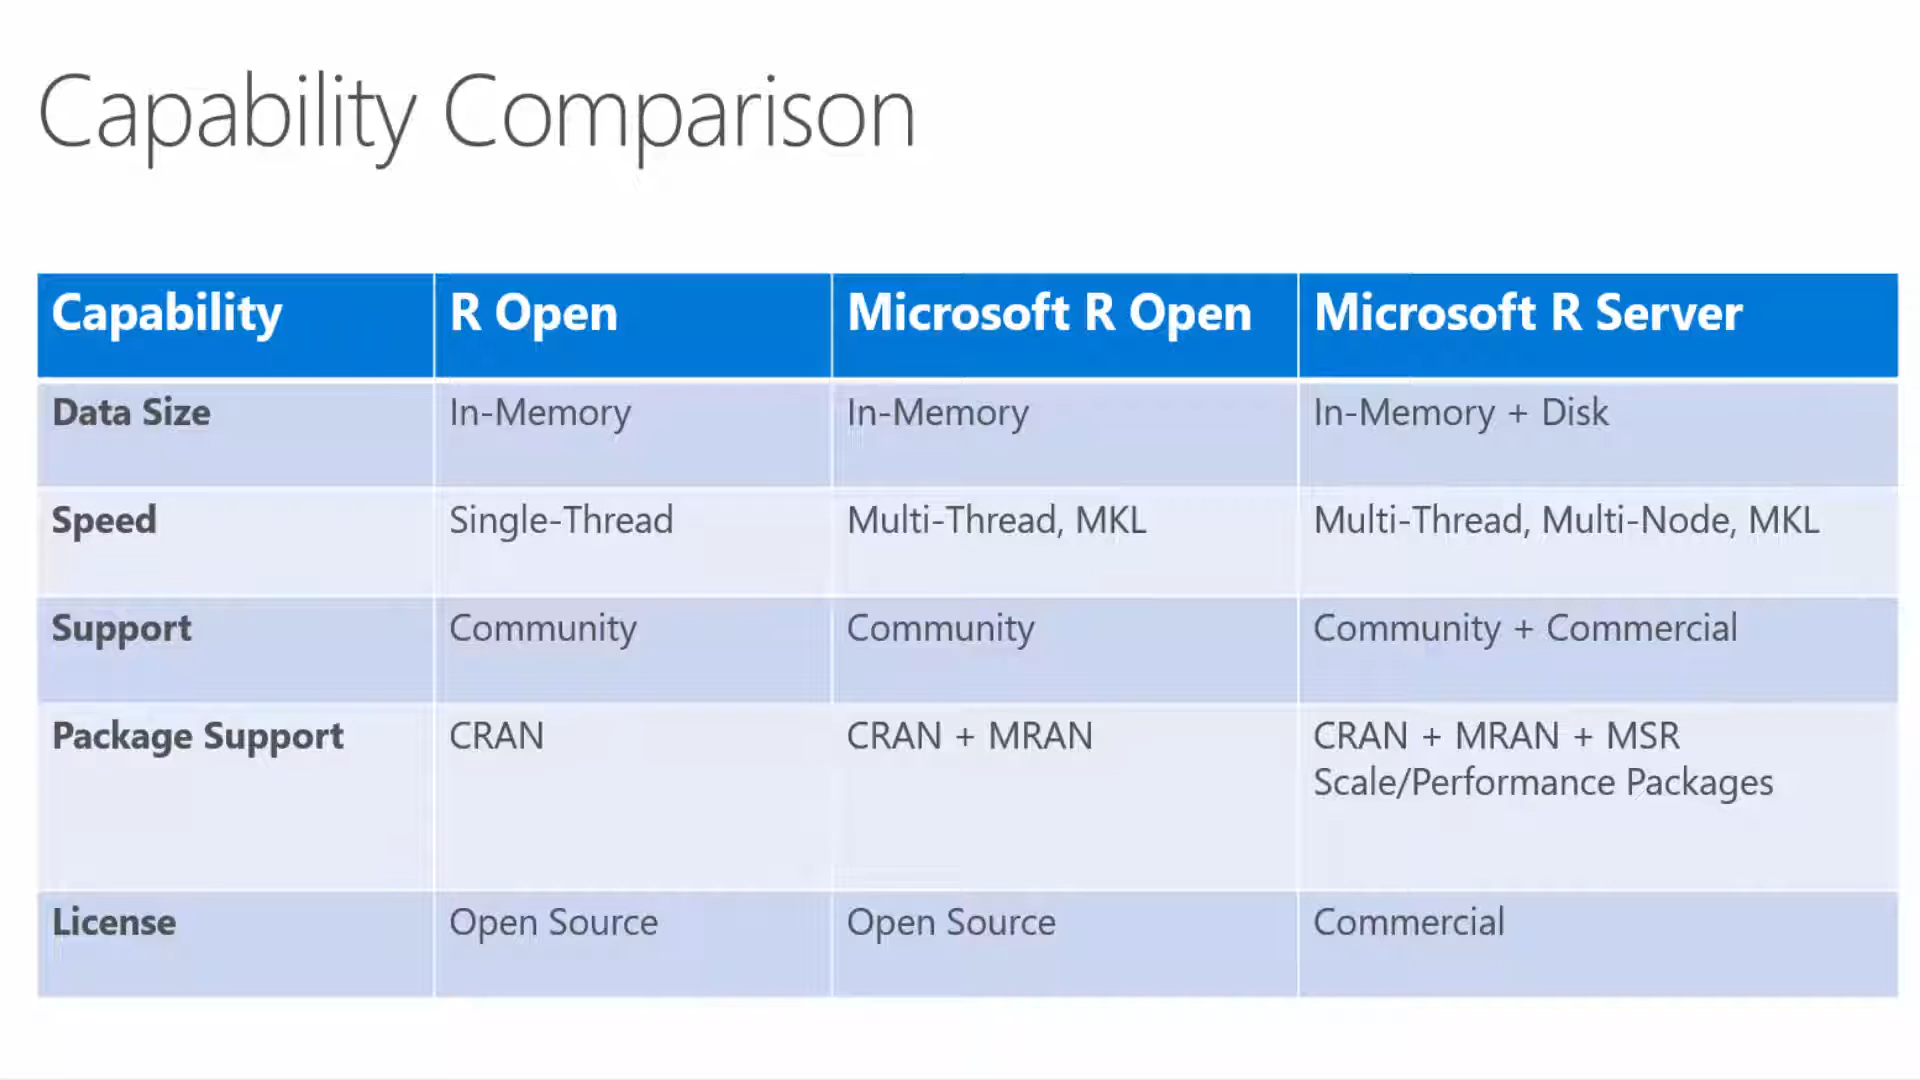 Capability Comparison
Capability R Open Microsoft R Open Microsoft R Server
Data Size In-Memory In-Memory In-Memory + Disk
Speed Single-Thread Multi-Thread, MKL Multi-Thread, Multi-Node, MKL
Support Community Community Community + Commercial
Package Support CRAN CRAN + MRAN CRAN + MRAN + MSR
Scale/Performance Packages
License Open Source Open Source Commercial